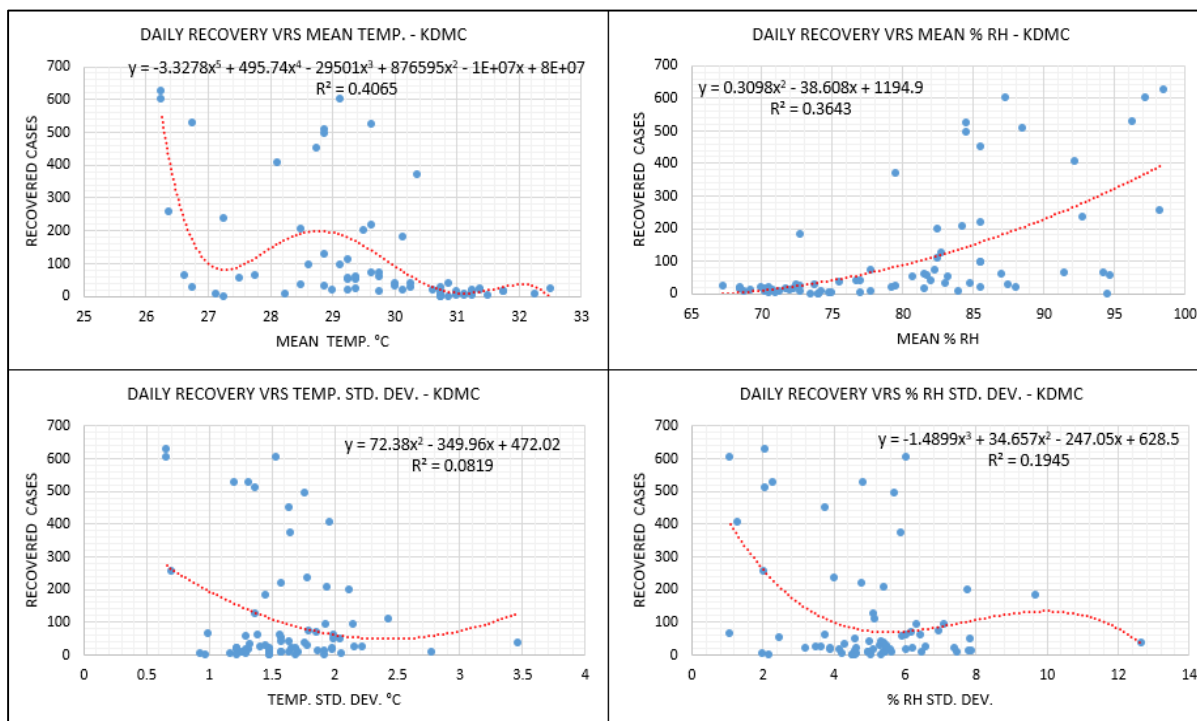 DAILY RECOVERY VRS MEAN TEMP. - KDMC
y = -3.3278x⁵ + 495.74x⁴ - 29501x³ + 876595x² - 1E+07x + 8E+07
R² = 0.4065
700
600
500
400
300
200
100
0
RECOVERED CASES
25 26 27 28 29 30 31 32 33
MEAN TEMP. °C
DAILY RECOVERY VRS MEAN % RH - KDMC
y = 0.3098x² - 38.608x + 1194.9
R² = 0.3643
700
600
500
400
300
200
100
0
RECOVERED CASES
65 70 75 80 85 90 95 100
MEAN % RH
DAILY RECOVERY VRS TEMP. STD. DEV. - KDMC
y = 72.38x² - 349.96x + 472.02
R² = 0.0819
700
600
500
400
300
200
100
0
RECOVERED CASES
0 0.5 1 1.5 2 2.5 3 3.5 4
TEMP. STD. DEV. °C
DAILY RECOVERY VRS % RH STD. DEV. - KDMC
y = -1.4899x³ + 34.657x² - 247.05x + 628.5
R² = 0.1945
700
600
500
400
300
200
100
0
RECOVERED CASES
0 2 4 6 8 10 12 14
% RH STD. DEV.